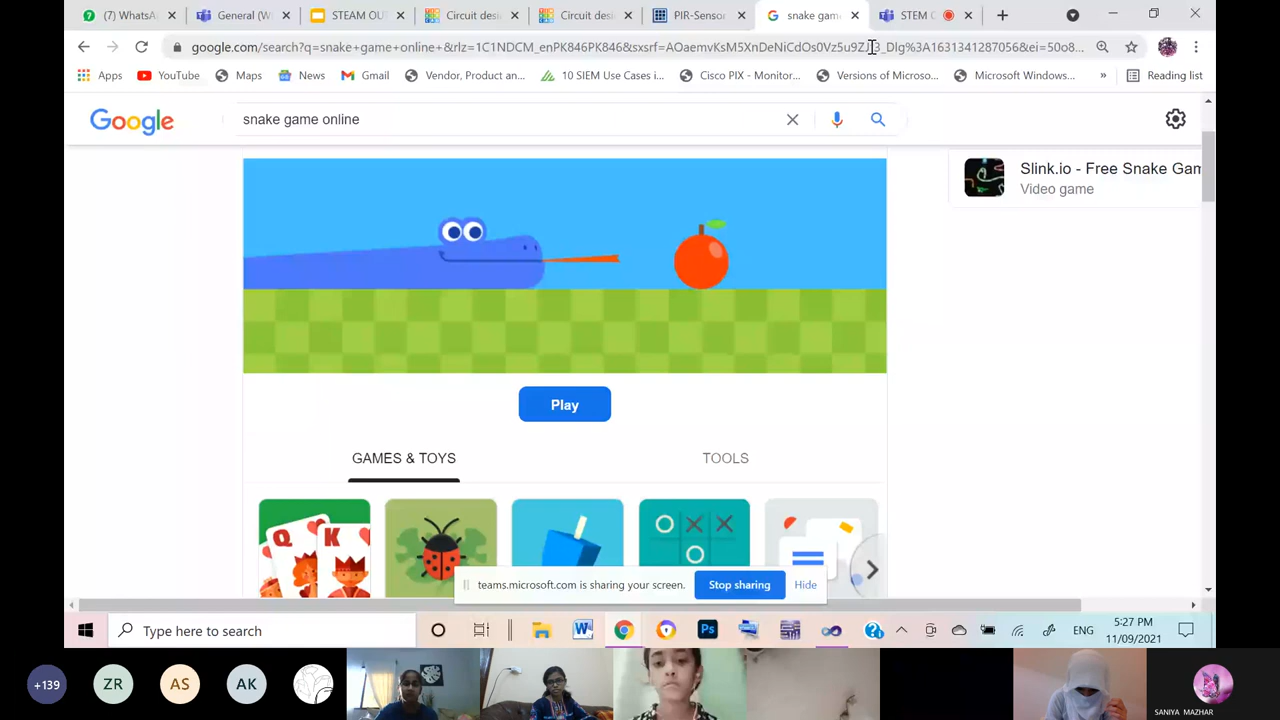 (7) WhatsA
General (W
STEAM OUT
Circuit desi
Circuit desi
PIR-Sensor
snake gam
STEM C
google.com/search?q=snake+game+online+&rlz=1C1NDCM_enPK846PK846&sxsrf=
Apps
YouTube
Maps
News
Gmail
Vendor, Product an...
10 SIEM Use Cases i...
Cisco PIX - Monitor...
Versions of Microso...
Microsoft Windows...
»
Reading list
Google
snake game online
Slink.io - Free Snake Gam
Video game
Play
GAMES & TOYS
TOOLS
Q
K
teams.microsoft.com is sharing your screen.
Stop sharing
Hide
Type here to search
ENG
5:27 PM
11/09/2021
+139
ZR
AS
AK
SANIYA MAZHAR